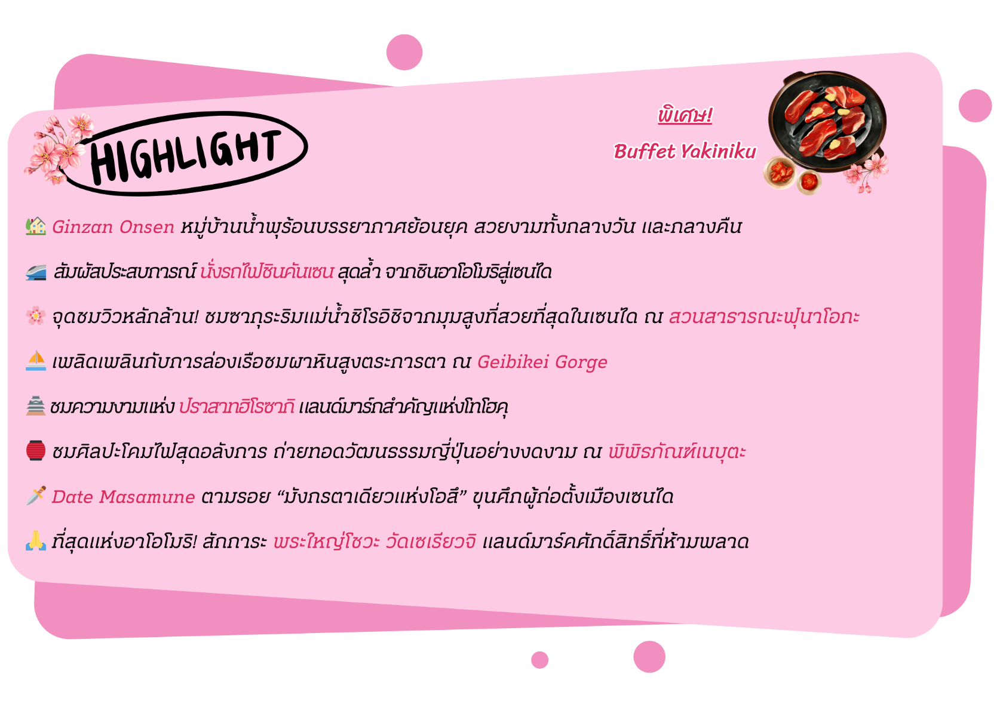 HIGHLIGHT
พิเศษ!
Buffet Yakiniku
Ginzan Onsen หมู่บ้านน้ำพุร้อนบรรยากาศย้อนยุค สวยงามทั้งกลางวัน และกลางคืน
สัมผัสประสบการณ์ นั่งรถไฟชินคันเซน สุดล้ำ จากชินอาโอโมริสู่เซนได
จุดชมวิวหลักล้าน! ชมซากุระริมแม่น้ำชิโรอิชิจากมุมสูงที่สวยที่สุดในเซนได ณ สวนสาธารณะฟุนาโอกะ
เพลิดเพลินกับการล่องเรือชมผาหินสูงตระการตา ณ Geibikei Gorge
ชมความงามแห่ง ปราสาทฮิโรซากิ แลนด์มาร์กสำคัญแห่งโทโฮคุ
ชมศิลปะโคมไฟสุดอลังการ ถ่ายทอดวัฒนธรรมญี่ปุ่นอย่างงดงาม ณ พิพิธภัณฑ์เนบุตะ
Date Masamune ตามรอย “มังกรตาเดียวแห่งโอสึ” ขุนศึกผู้ก่อตั้งเมืองเซนได
ที่สุดแห่งอาโอโมริ! สักการะ พระใหญ่โชวะ วัดเซเรียวจิ แลนด์มาร์คศักดิ์สิทธิ์ที่ห้ามพลาด